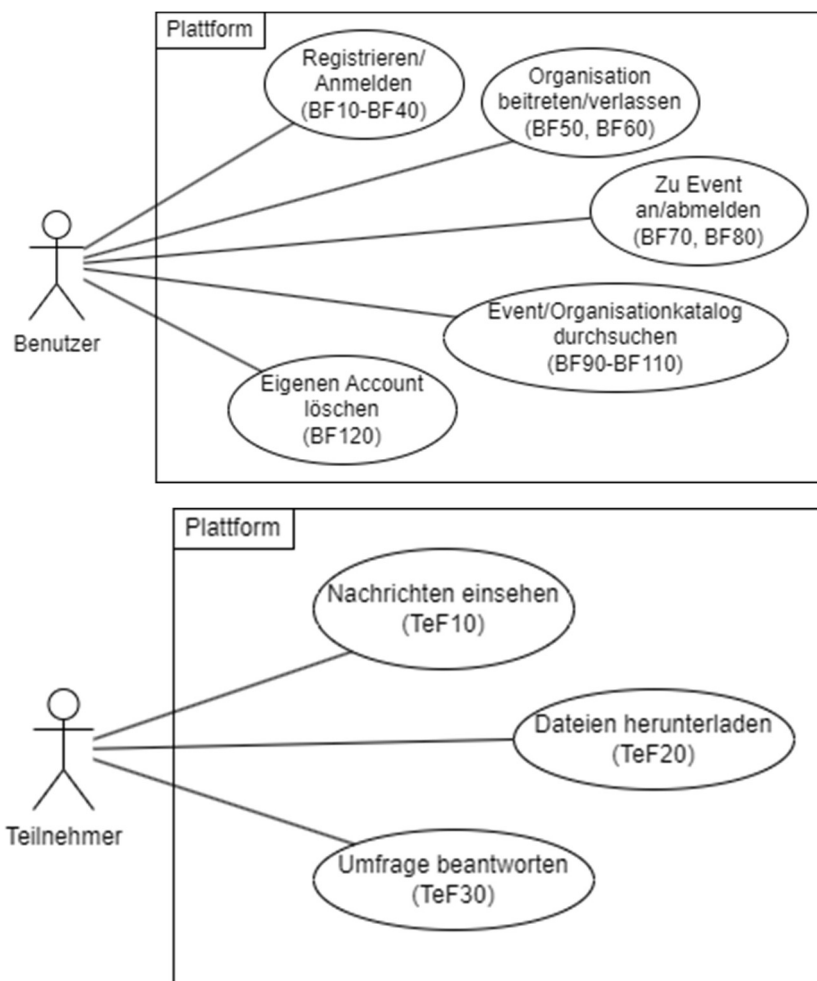 Plattform
Registrieren/
Anmelden
(BF10-BF40)
Organisation
beitreten/verlassen
(BF50, BF60)
Zu Event
an/abmelden
(BF70, BF80)
Benutzer
Event/Organisationkatalog
durchsuchen
(BF90-BF110)
Eigenen Account
löschen
(BF120)
Plattform
Nachrichten einsehen
(TeF10)
Dateien herunterladen
(TeF20)
Teilnehmer
Umfrage beantworten
(TeF30)